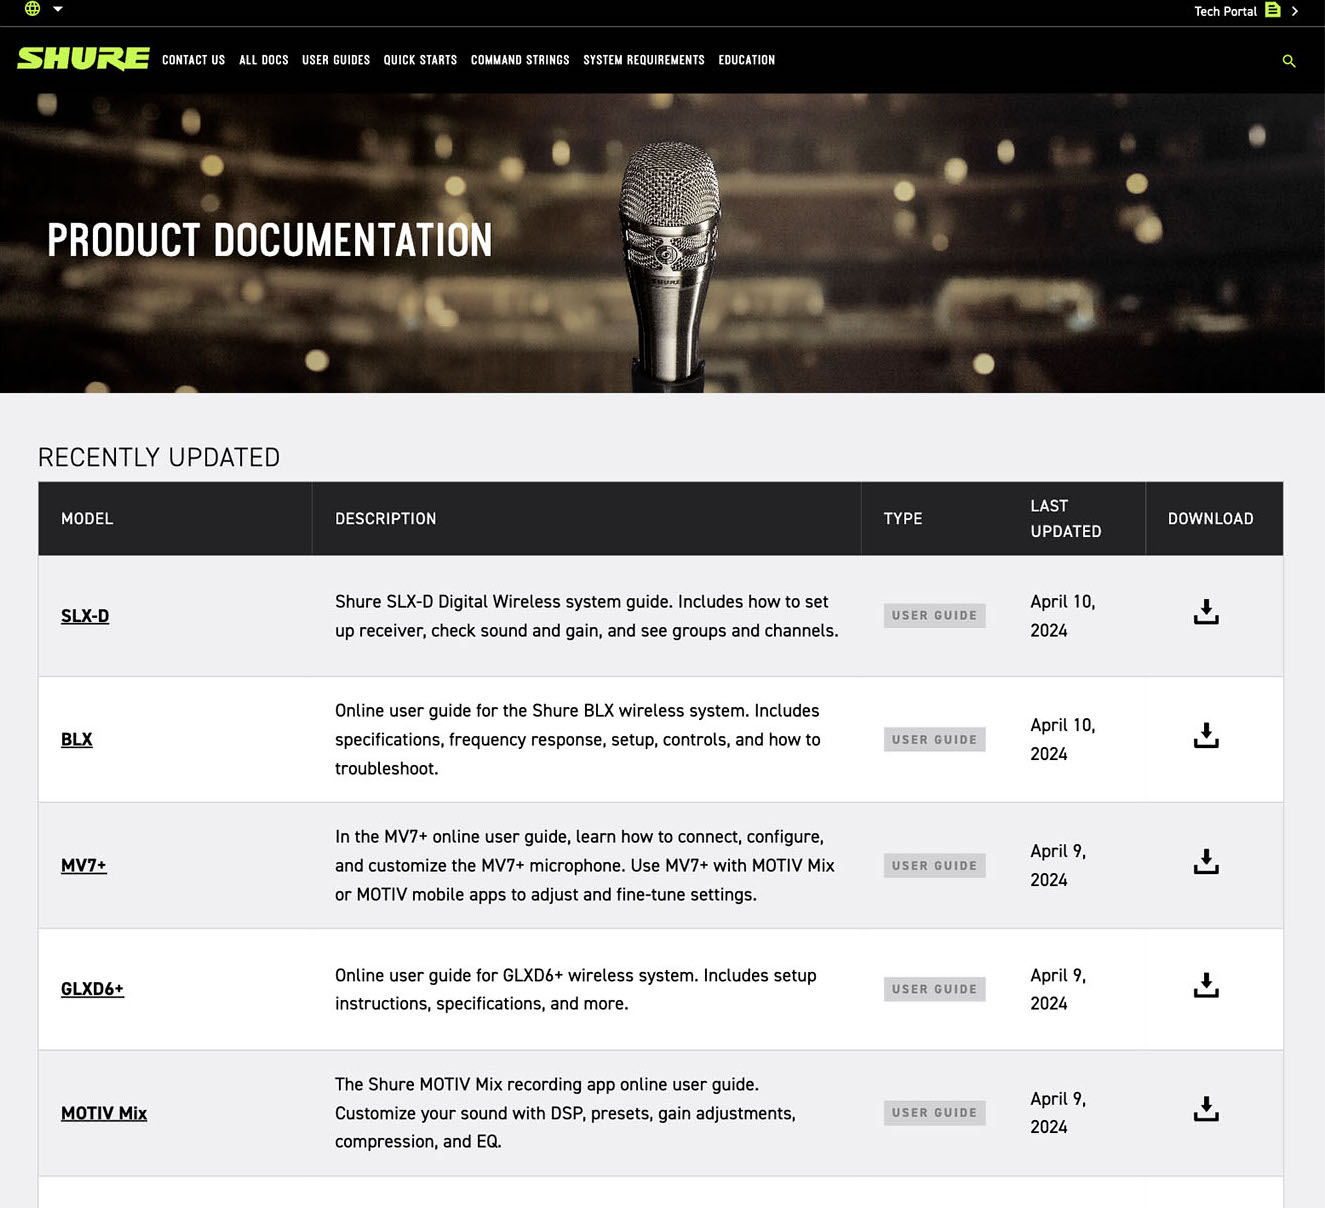 Tech Portal
SHURE CONTACT US ALL DOCS USER GUIDES QUICK STARTS COMMAND STRINGS SYSTEM REQUIREMENTS EDUCATION
PRODUCT DOCUMENTATION
SHURE
RECENTLY UPDATED
MODEL DESCRIPTION TYPE LAST UPDATED DOWNLOAD
SLX-D
Shure SLX-D Digital Wireless system guide. Includes how to set
up receiver, check sound and gain, and see groups and channels.
USER GUIDE
April 10,
2024
BLX
Online user guide for the Shure BLX wireless system. Includes
specifications, frequency response, setup, controls, and how to
troubleshoot.
USER GUIDE
April 10,
2024
MV7+
In the MV7+ online user guide, learn how to connect, configure,
and customize the MV7+ microphone. Use MV7+ with MOTIV Mix
or MOTIV mobile apps to adjust and fine-tune settings.
USER GUIDE
April 9,
2024
GLXD6+
Online user guide for GLXD6+ wireless system. Includes setup
instructions, specifications, and more.
USER GUIDE
April 9,
2024
MOTIV Mix
The Shure MOTIV Mix recording app online user guide.
Customize your sound with DSP, presets, gain adjustments,
compression, and EQ.
USER GUIDE
April 9,
2024